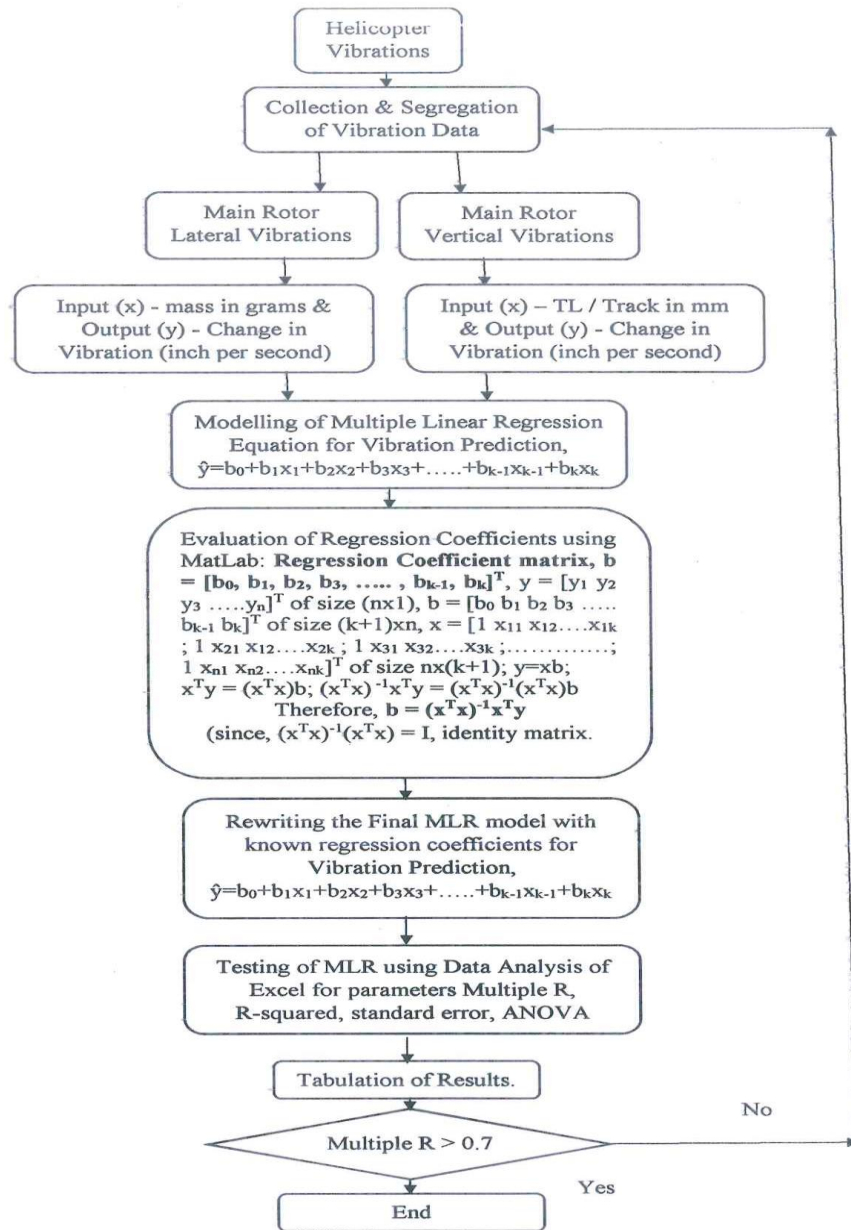 Helicopter
Vibrations
Collection & Segregation
of Vibration Data
Main Rotor
Lateral Vibrations
Main Rotor
Vertical Vibrations
Input (x) - mass in grams &
Output (y) - Change in
Vibration (inch per second)
Input (x) – TL / Track in mm
& Output (y) - Change in
Vibration (inch per second)
Modelling of Multiple Linear Regression
Equation for Vibration Prediction,
ŷ=b₀+b₁x₁+b₂x₂+b₃x₃+…..+bₖ₋₁xₖ₋₁+bₖxₖ
Evaluation of Regression Coefficients using
MatLab: Regression Coefficient matrix, b
= [b₀, b₁, b₂, b₃, ….. , bₖ₋₁, bₖ]ᵀ, y = [y₁ y₂
y₃ …..yₙ]ᵀ of size (nx1), b = [b₀ b₁ b₂ b₃ …..
bₖ₋₁ bₖ]ᵀ of size (k+1)xn, x = [1 x₁₁ x₁₂….x₁ₖ
; 1 x₂₁ x₁₂….x₂ₖ ; 1 x₃₁ x₃₂….x₃ₖ ;………….;
1 xₙ₁ xₙ₂….xₙₖ]ᵀ of size nx(k+1); y=xb;
xᵀy = (xᵀx)b; (xᵀx) ⁻¹xᵀy = (xᵀx)⁻¹(xᵀx)b
Therefore, b = (xᵀx)⁻¹xᵀy
(since, (xᵀx)⁻¹(xᵀx) = I, identity matrix.
Rewriting the Final MLR model with
known regression coefficients for
Vibration Prediction,
ŷ=b₀+b₁x₁+b₂x₂+b₃x₃+…..+bₖ₋₁xₖ₋₁+bₖxₖ
Testing of MLR using Data Analysis of
Excel for parameters Multiple R,
R-squared, standard error, ANOVA
Tabulation of Results.
No
Multiple R > 0.7
Yes
End